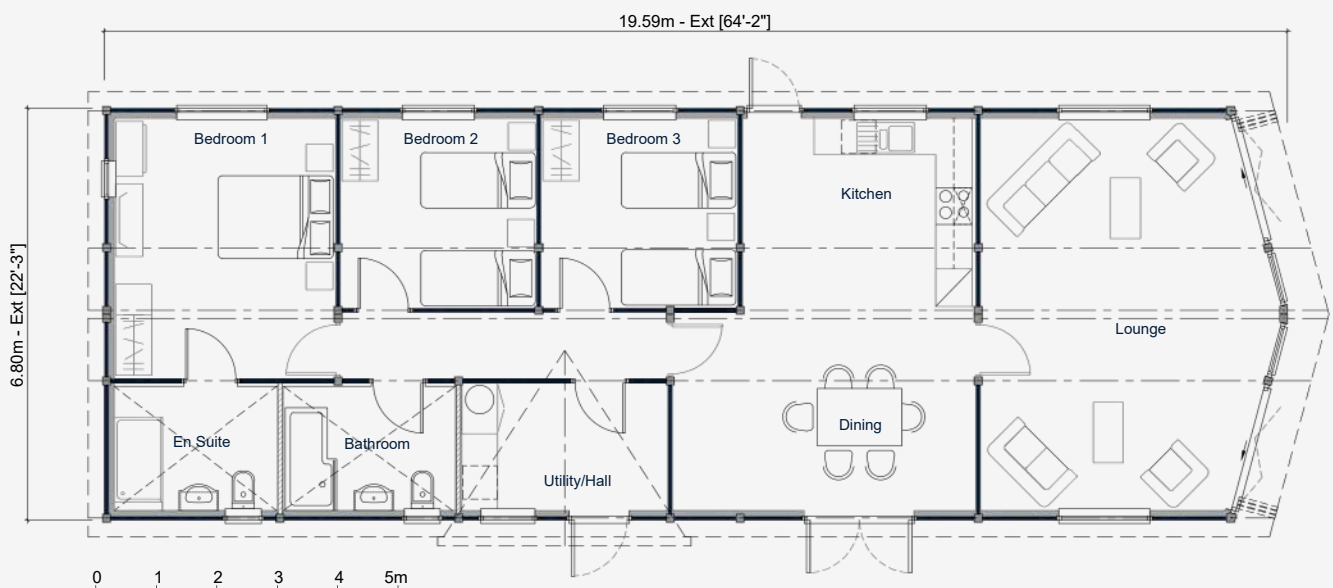 19.59m - Ext [64'-2"]
Bedroom 1
Bedroom 2
Bedroom 3
Kitchen
6.80m - Ext [22'-3"]
Lounge
En Suite
Bathroom
Dining
Utility/Hall
0 1 2 3 4 5m